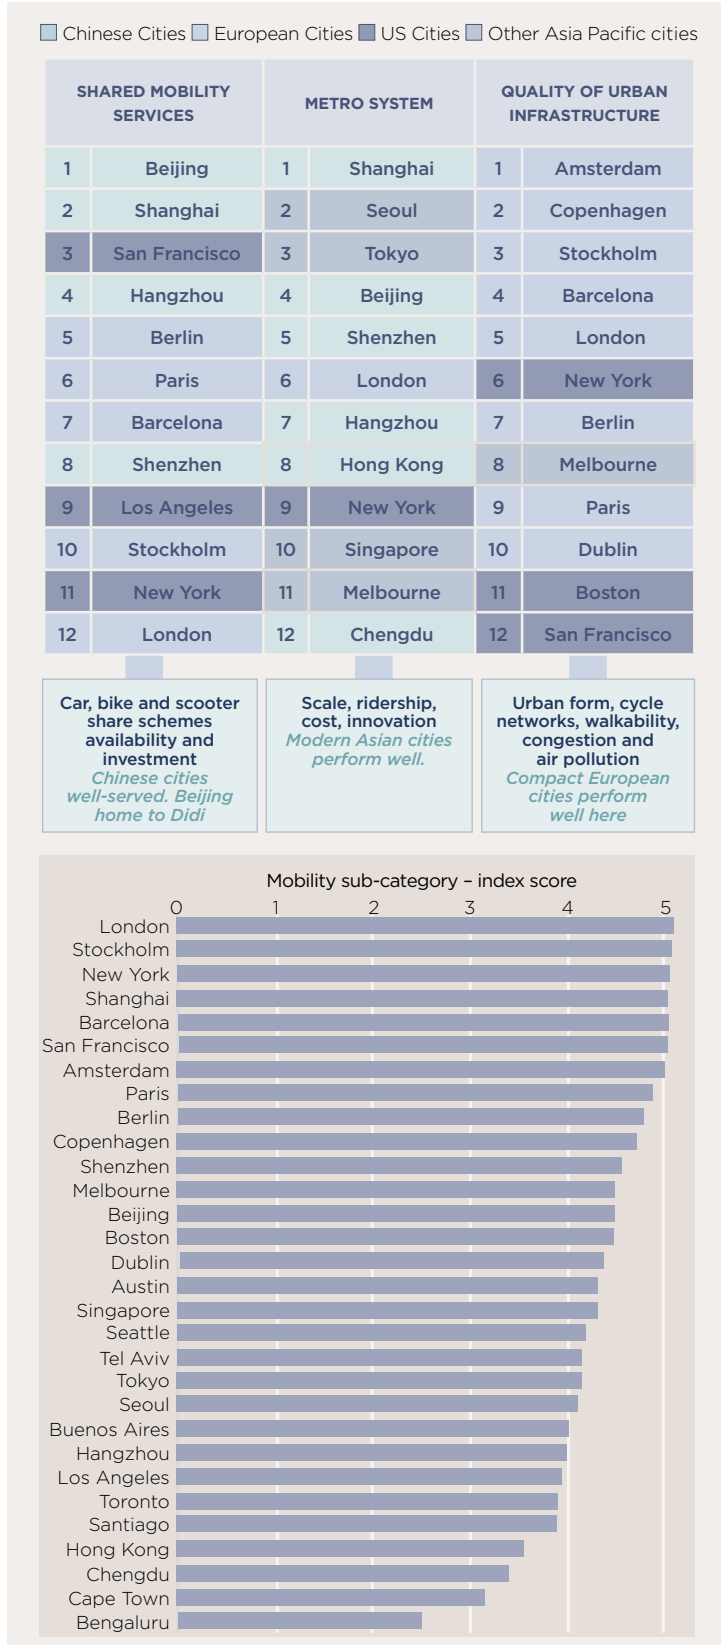 Chinese Cities European Cities US Cities Other Asia Pacific cities
SHARED MOBILITY
SERVICES
METRO SYSTEM
QUALITY OF URBAN
INFRASTRUCTURE
1 Beijing 1 Shanghai 1 Amsterdam
2 Shanghai 2 Seoul 2 Copenhagen
3 San Francisco 3 Tokyo 3 Stockholm
4 Hangzhou 4 Beijing 4 Barcelona
5 Berlin 5 Shenzhen 5 London
6 Paris 6 London 6 New York
7 Barcelona 7 Hangzhou 7 Berlin
8 Shenzhen 8 Hong Kong 8 Melbourne
9 Los Angeles 9 New York 9 Paris
10 Stockholm 10 Singapore 10 Dublin
11 New York 11 Melbourne 11 Boston
12 London 12 Chengdu 12 San Francisco
Car, bike and scooter
share schemes
availability and
investment
Chinese cities
well-served. Beijing
home to Didi
Scale, ridership,
cost, innovation
Modern Asian cities
perform well.
Urban form, cycle
networks, walkability,
congestion and
air pollution
Compact European
cities perform
well here
Mobility sub-category – index score
0 1 2 3 4 5
London
Stockholm
New York
Shanghai
Barcelona
San Francisco
Amsterdam
Paris
Berlin
Copenhagen
Shenzhen
Melbourne
Beijing
Boston
Dublin
Austin
Singapore
Seattle
Tel Aviv
Tokyo
Seoul
Buenos Aires
Hangzhou
Los Angeles
Toronto
Santiago
Hong Kong
Chengdu
Cape Town
Bengaluru